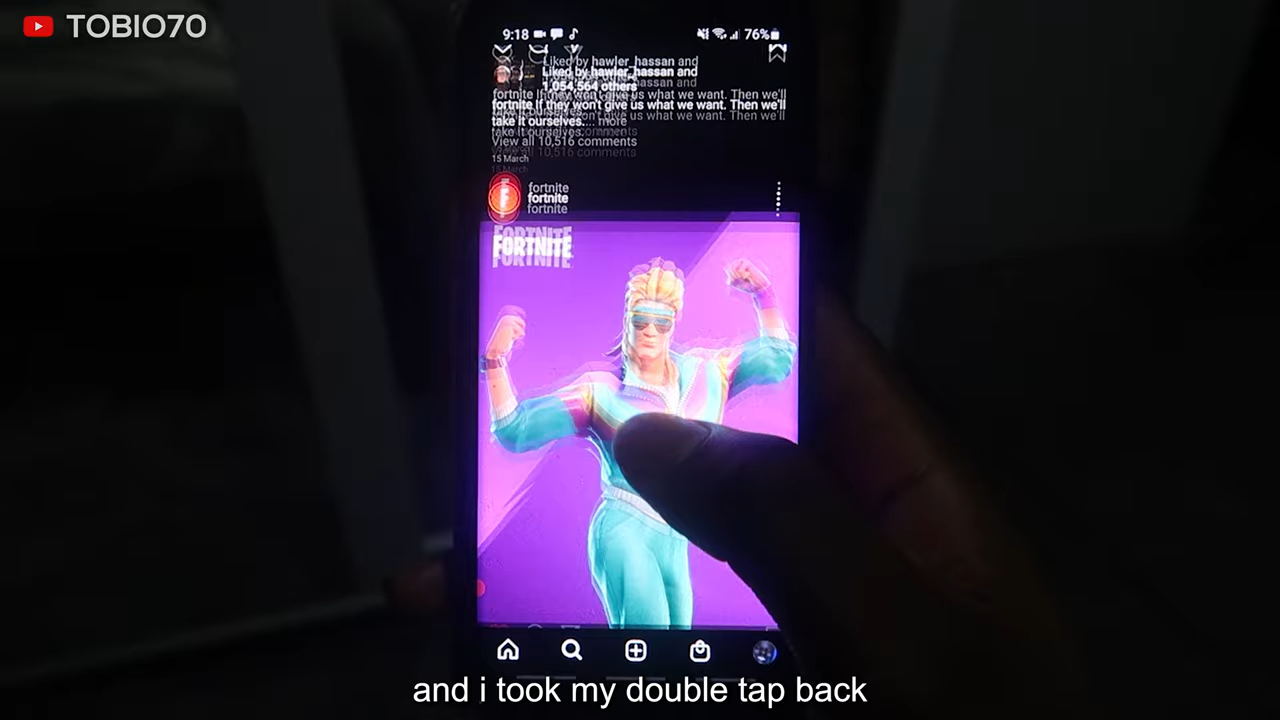 TOBIO70
9:18
76%
Liked by hawler_hassan and
1,054,564 others
fortnite If they won't give us what we want. Then we'll
take it ourselves.... more
View all 10,516 comments
15 March
fortnite
FORTNITE
and i took my double tap back